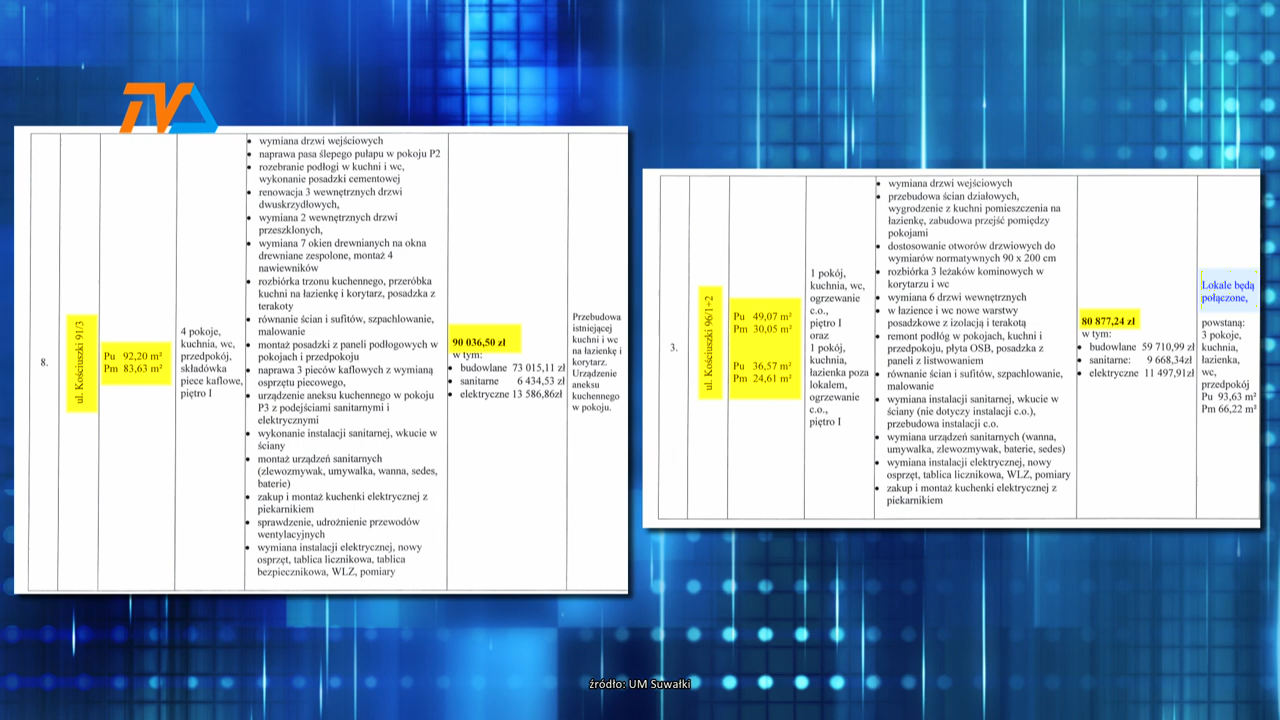 TVA
8.
ul. Kościuszki 91/3
Pu 92,20 m²
Pm 83,63 m²
4 pokoje,
kuchnia, wc,
przedpokój,
składówka
piece kaflowe,
piętro I
• wymiana drzwi wejściowych
• naprawa pasa ślepego pułapu w pokoju P2
• rozebranie podłogi w kuchni i wc,
wykonanie posadzki cementowej
• renowacja 3 wewnętrznych drzwi
dwuskrzydłowych,
• wymiana 2 wewnętrznych drzwi
przeszklonych,
• wymiana 7 okien drewnianych na okna
drewniane zespolone, montaż 4
nawiewników
• rozbiórka trzonu kuchennego, przeróbka
kuchni na łazienkę i korytarz, posadzka z
terakoty
• równanie ścian i sufitów, szpachlowanie,
malowanie
• montaż posadzki z paneli podłogowych w
pokojach i przedpokoju
• naprawa 3 pieców kaflowych z wymianą
osprzętu piecowego,
• urządzenie aneksu kuchennego w pokoju
P3 z podejściami sanitarnymi i
elektrycznymi
• wykonanie instalacji sanitarnej, wkucie w
ściany
• montaż urządzeń sanitarnych
(zlewozmywak, umywalka, wanna, sedes,
baterie)
• zakup i montaż kuchenki elektrycznej z
piekarnikiem
• sprawdzenie, udrożnienie przewodów
wentylacyjnych
• wymiana instalacji elektrycznej, nowy
osprzęt, tablica licznikowa, tablica
bezpiecznikowa, WLZ, pomiary
90 036,50 zł
w tym:
• budowlane 73 015,11 zł
• sanitarne 6 434,53 zł
• elektryczne 13 586,86zł
Przebudowa
istniejącej
kuchni i wc
na łazienkę i
korytarz.
Urządzenie
aneksu
kuchennego
w pokoju.
3.
ul. Kościuszki 96/1+2
Pu 49,07 m²
Pm 30,05 m²
Pu 36,57 m²
Pm 24,61 m²
1 pokój,
kuchnia, wc,
ogrzewanie
c.o.,
piętro I
oraz
1 pokój,
kuchnia,
łazienka poza
lokalem,
ogrzewanie
c.o.,
piętro I
• wymiana drzwi wejściowych
• przebudowa ścian działowych,
wygrodzenie z kuchni pomieszczenia na
łazienkę, zabudowa przejść pomiędzy
pokojami
• dostosowanie otworów drzwiowych do
wymiarów normatywnych 90 x 200 cm
• rozbiórka 3 leżaków kominowych w
korytarzu i wc
• wymiana 6 drzwi wewnętrznych
• w łazience i wc nowe warstwy
posadzkowe z izolacją i terakotą
• remont podłóg w pokojach, kuchni i
przedpokoju, płyta OSB, posadzka z
paneli z listwowaniem
• równanie ścian i sufitów, szpachlowanie,
malowanie
• wymiana instalacji sanitarnej, wkucie w
ściany (nie dotyczy instalacji c.o.),
przebudowa instalacji c.o.
• wymiana urządzeń sanitarnych (wanna,
umywalka, zlewozmywak, baterie, sedes)
• wymiana instalacji elektrycznej, nowy
osprzęt, tablica licznikowa, WLZ, pomiary
• zakup i montaż kuchenki elektrycznej z
piekarnikiem
80 877,24 zł
w tym:
• budowlane 59 710,99 zł
• sanitarne: 9 668,34zł
• elektryczne 11 497,91zł
Lokale będą
połączone,
powstaną:
3 pokoje,
kuchnia,
łazienka,
wc,
przedpokój
Pu 93,63 m²
Pm 66,22 m²
źródło: UM Suwałki